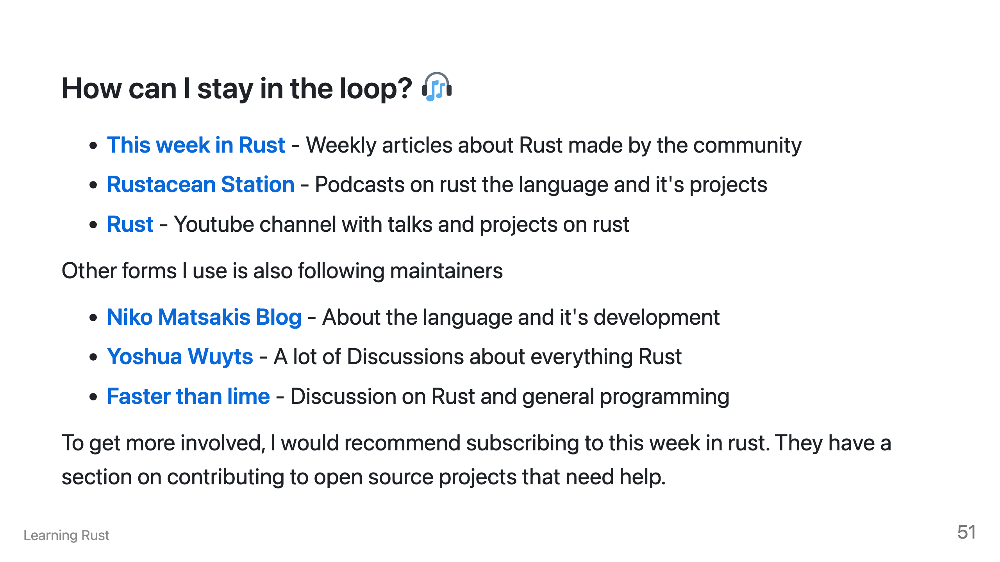 How can I stay in the loop? 🎧
• This week in Rust - Weekly articles about Rust made by the community
• Rustacean Station - Podcasts on rust the language and it's projects
• Rust - Youtube channel with talks and projects on rust
Other forms I use is also following maintainers
• Niko Matsakis Blog - About the language and it's development
• Yoshua Wuyts - A lot of Discussions about everything Rust
• Faster than lime - Discussion on Rust and general programming
To get more involved, I would recommend subscribing to this week in rust. They have a
section on contributing to open source projects that need help.
Learning Rust
51